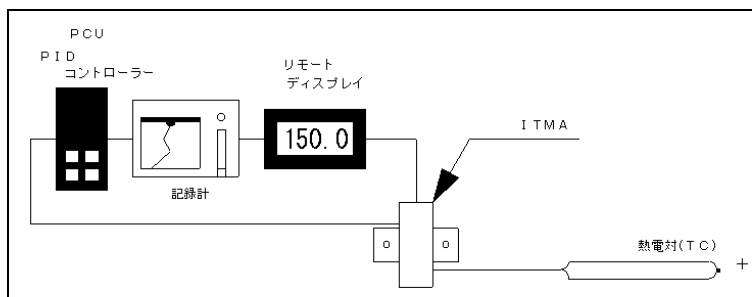 PCU
PID
コントローラー
リモート
ディスプレイ
150.0
ITMA
記録計
熱電対(TC)
+